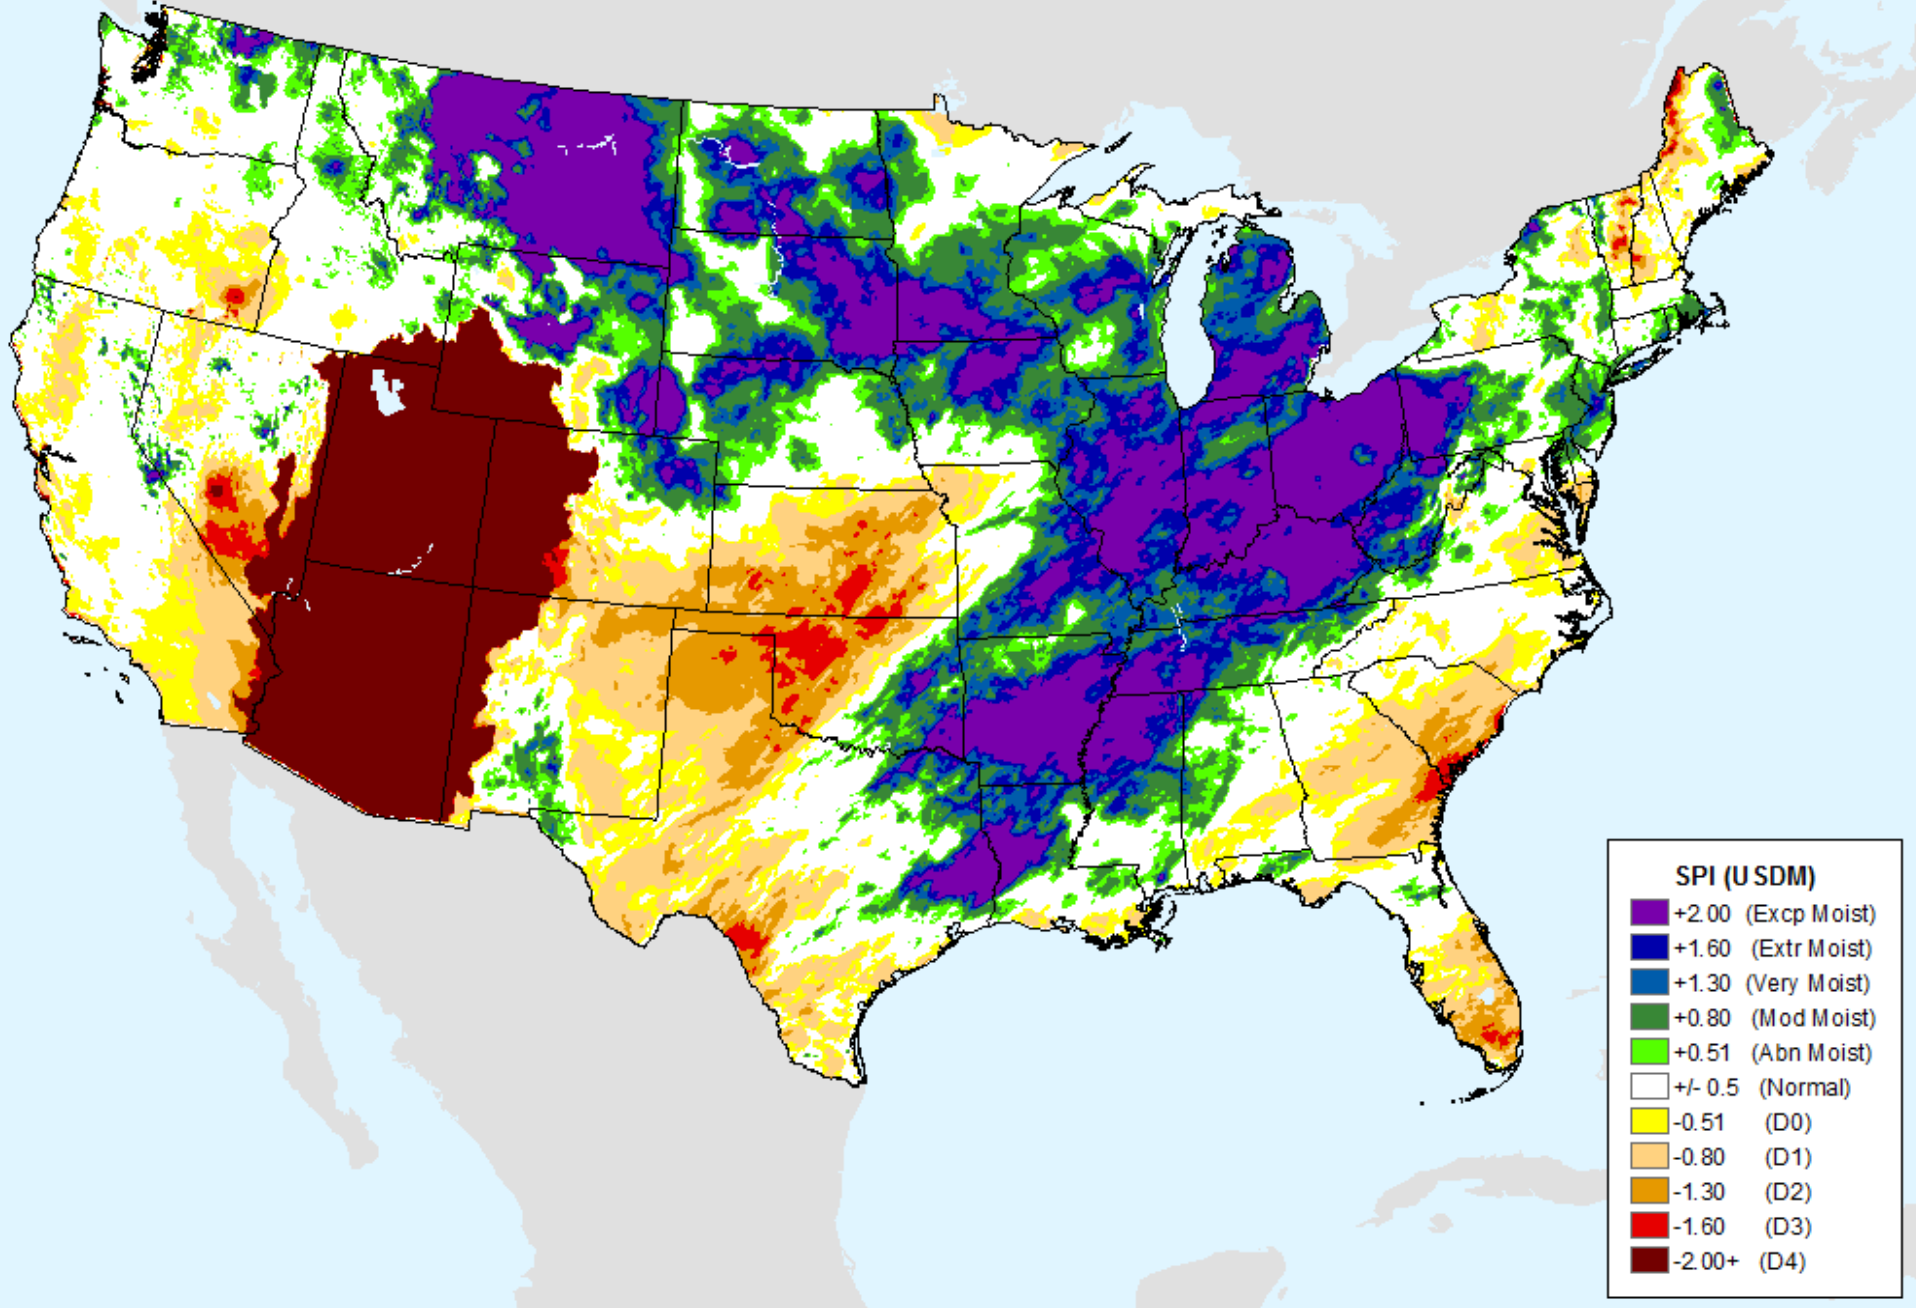 SPI (USDM)
+2.00 (Excp Moist)
+1.60 (Extr Moist)
+1.30 (Very Moist)
+0.80 (Mod Moist)
+0.51 (Abn Moist)
+/- 0.5 (Normal)
-0.51 (D0)
-0.80 (D1)
-1.30 (D2)
-1.60 (D3)
-2.00+ (D4)